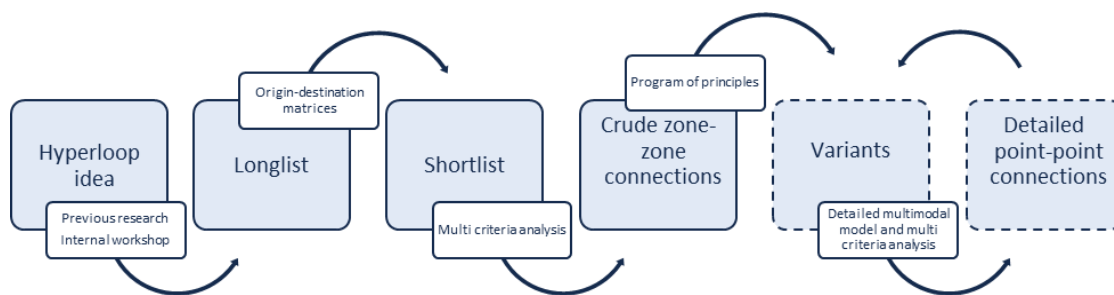 Hyperloop
idea
Previous research
Internal workshop
Longlist
Origin-destination
matrices
Shortlist
Multi criteria analysis
Crude zone-
zone
connections
Program of principles
Variants
Detailed multimodal
model and multi
criteria analysis
Detailed
point-point
connections